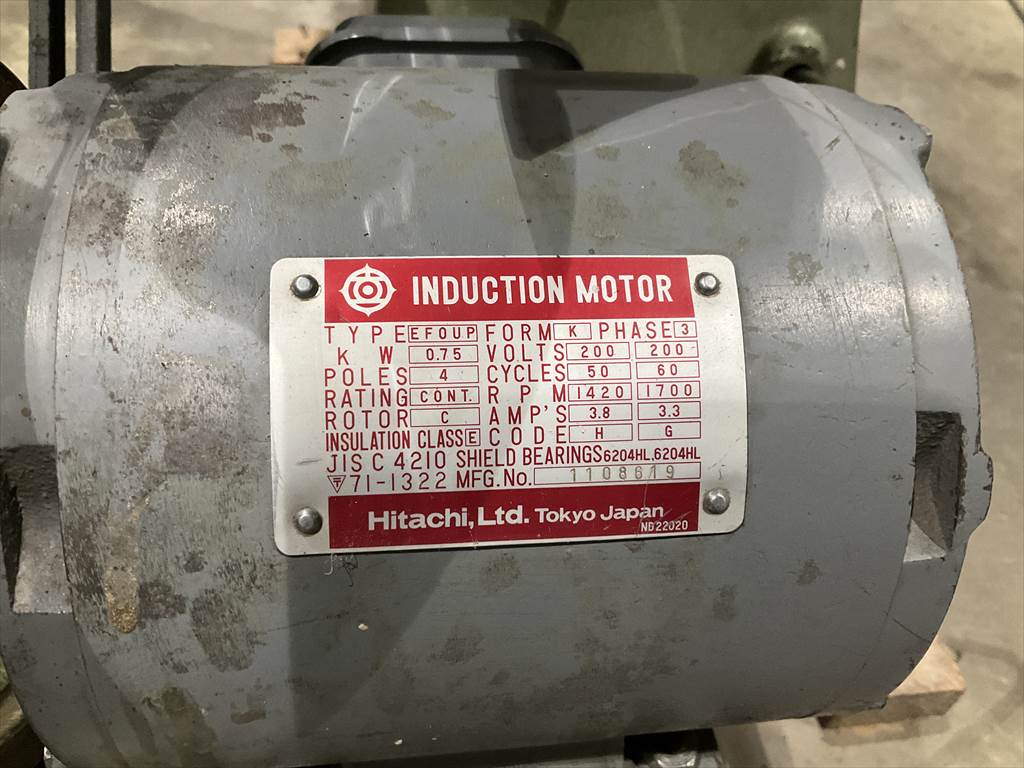 INDUCTION MOTOR
TYPE EFOUP FORM K PHASE 3
KW 0.75 VOLTS 200 200
POLES 4 CYCLES 50 60
RATING CONT. RPM 1420 1700
ROTOR C AMP'S 3.8 3.3
INSULATION CLASS E CODE H G
JIS C 4210 SHIELD BEARINGS 6204HL.6204HL
71-1322 MFG.No. 1108619
Hitachi,Ltd. Tokyo Japan
ND22020